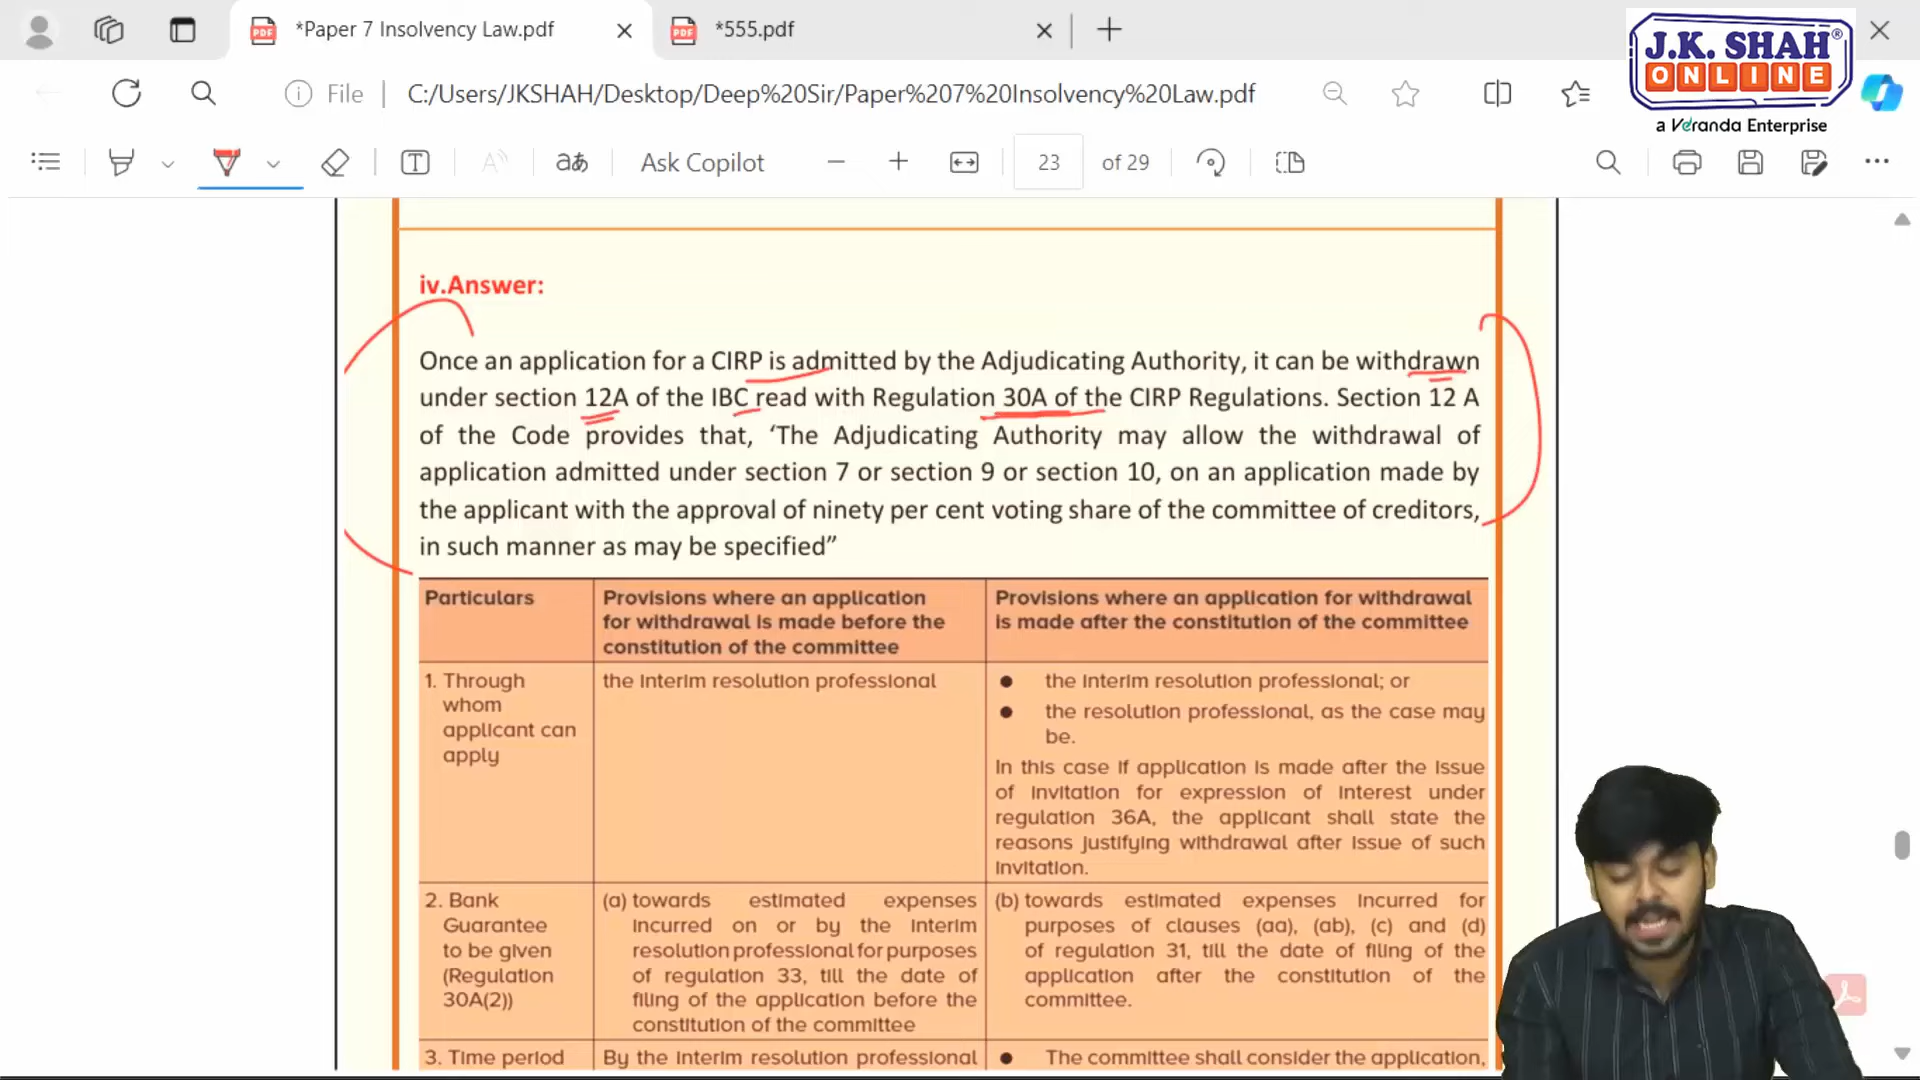 *Paper 7 Insolvency Law.pdf
*555.pdf
J.K. SHAH®
ONLINE
a Veranda Enterprise
File
C:/Users/JKSHAH/Desktop/Deep%20Sir/Paper%207%20Insolvency%20Law.pdf
aあ
Ask Copilot
23
of 29
iv.Answer:
Once an application for a CIRP is admitted by the Adjudicating Authority, it can be withdrawn
under section 12A of the IBC read with Regulation 30A of the CIRP Regulations. Section 12 A
of the Code provides that, ‘The Adjudicating Authority may allow the withdrawal of
application admitted under section 7 or section 9 or section 10, on an application made by
the applicant with the approval of ninety per cent voting share of the committee of creditors,
in such manner as may be specified”
Particulars
Provisions where an application
for withdrawal is made before the
constitution of the committee
Provisions where an application for withdrawal
is made after the constitution of the committee
1. Through
whom
applicant can
apply
the interim resolution professional
● the interim resolution professional; or
● the resolution professional, as the case may
be.
In this case if application is made after the issue
of invitation for expression of interest under
regulation 36A, the applicant shall state the
reasons justifying withdrawal after issue of such
invitation.
2. Bank
Guarantee
to be given
(Regulation
30A(2))
(a) towards estimated expenses
incurred on or by the interim
resolution professional for purposes
of regulation 33, till the date of
filing of the application before the
constitution of the committee
(b) towards estimated expenses incurred for
purposes of clauses (aa), (ab), (c) and (d)
of regulation 31, till the date of filing of the
application after the constitution of the
committee.
3. Time period
By the interim resolution professional
● The committee shall consider the application,